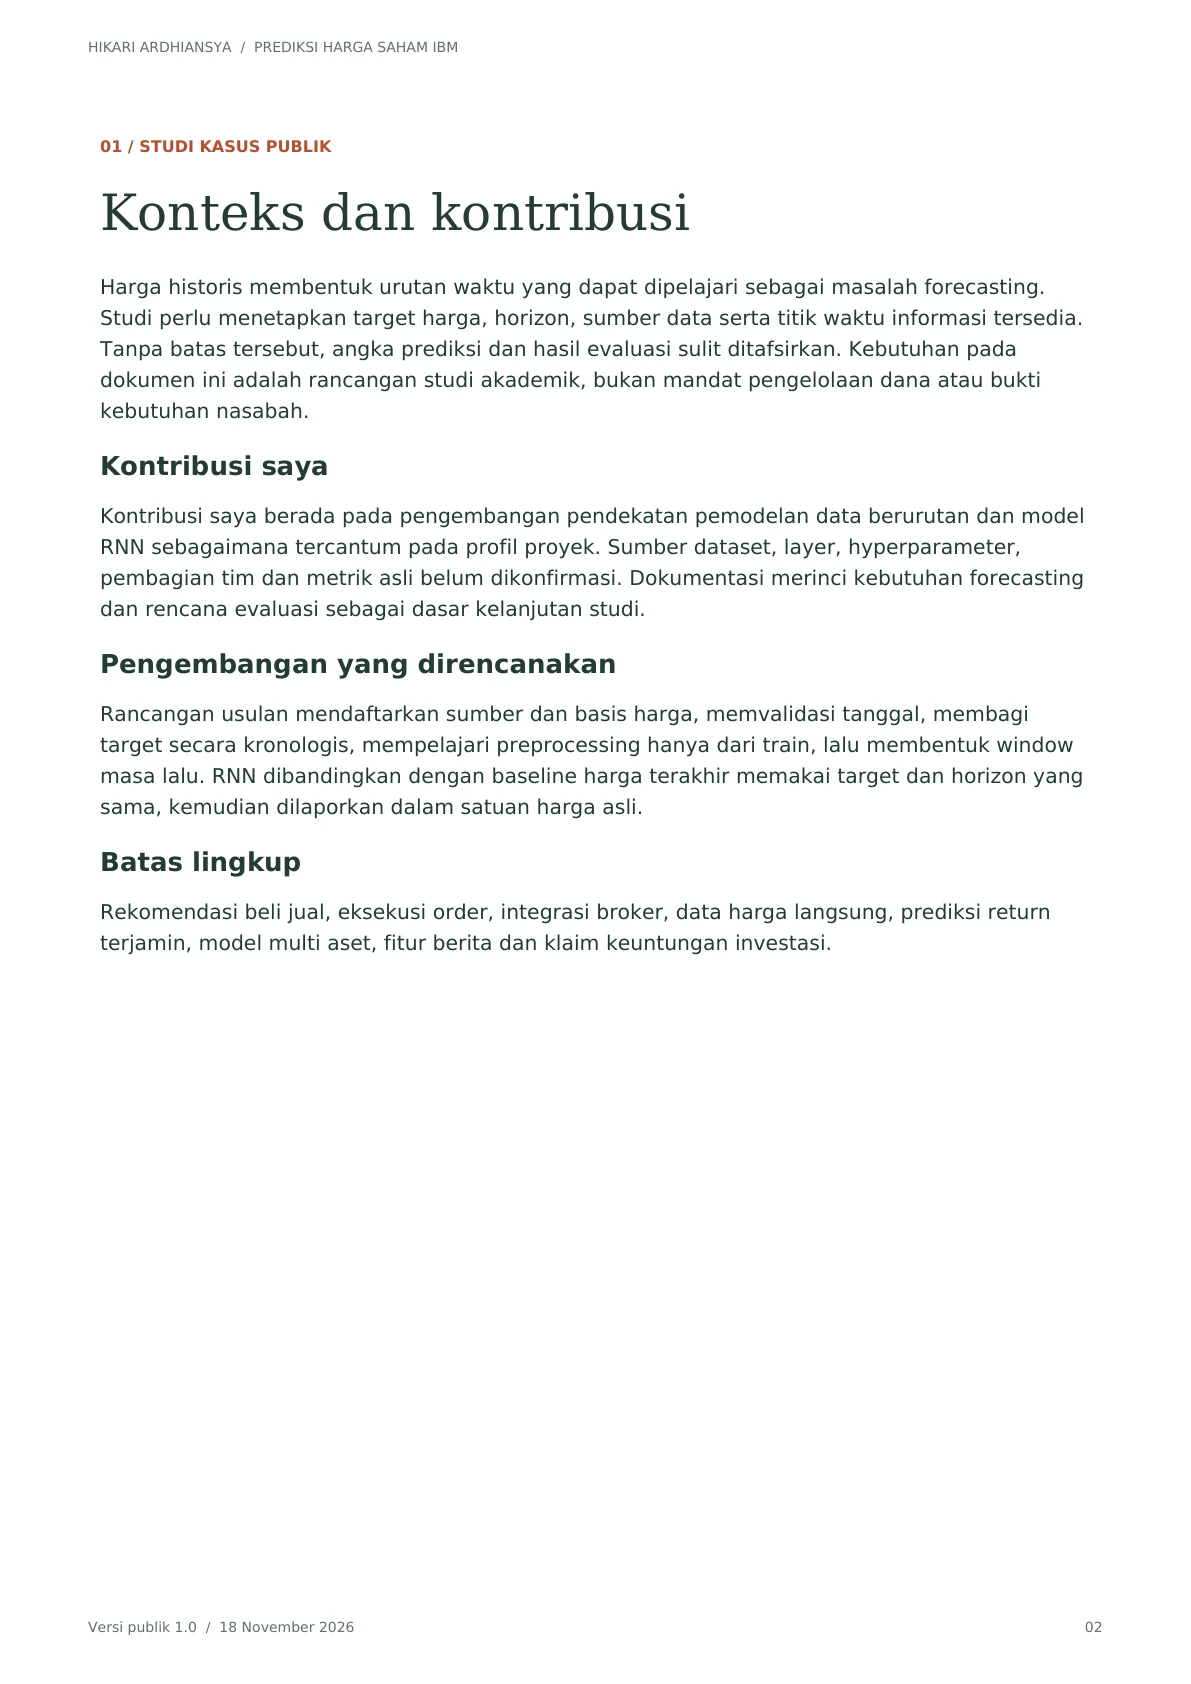 HIKARI ARDHIANSYA / PREDIKSI HARGA SAHAM IBM
01 / STUDI KASUS PUBLIK
Konteks dan kontribusi
Harga historis membentuk urutan waktu yang dapat dipelajari sebagai masalah forecasting.
Studi perlu menetapkan target harga, horizon, sumber data serta titik waktu informasi tersedia.
Tanpa batas tersebut, angka prediksi dan hasil evaluasi sulit ditafsirkan. Kebutuhan pada
dokumen ini adalah rancangan studi akademik, bukan mandat pengelolaan dana atau bukti
kebutuhan nasabah.
Kontribusi saya
Kontribusi saya berada pada pengembangan pendekatan pemodelan data berurutan dan model
RNN sebagaimana tercantum pada profil proyek. Sumber dataset, layer, hyperparameter,
pembagian tim dan metrik asli belum dikonfirmasi. Dokumentasi merinci kebutuhan forecasting
dan rencana evaluasi sebagai dasar kelanjutan studi.
Pengembangan yang direncanakan
Rancangan usulan mendaftarkan sumber dan basis harga, memvalidasi tanggal, membagi
target secara kronologis, mempelajari preprocessing hanya dari train, lalu membentuk window
masa lalu. RNN dibandingkan dengan baseline harga terakhir memakai target dan horizon yang
sama, kemudian dilaporkan dalam satuan harga asli.
Batas lingkup
Rekomendasi beli jual, eksekusi order, integrasi broker, data harga langsung, prediksi return
terjamin, model multi aset, fitur berita dan klaim keuntungan investasi.
Versi publik 1.0 / 18 November 2026
02